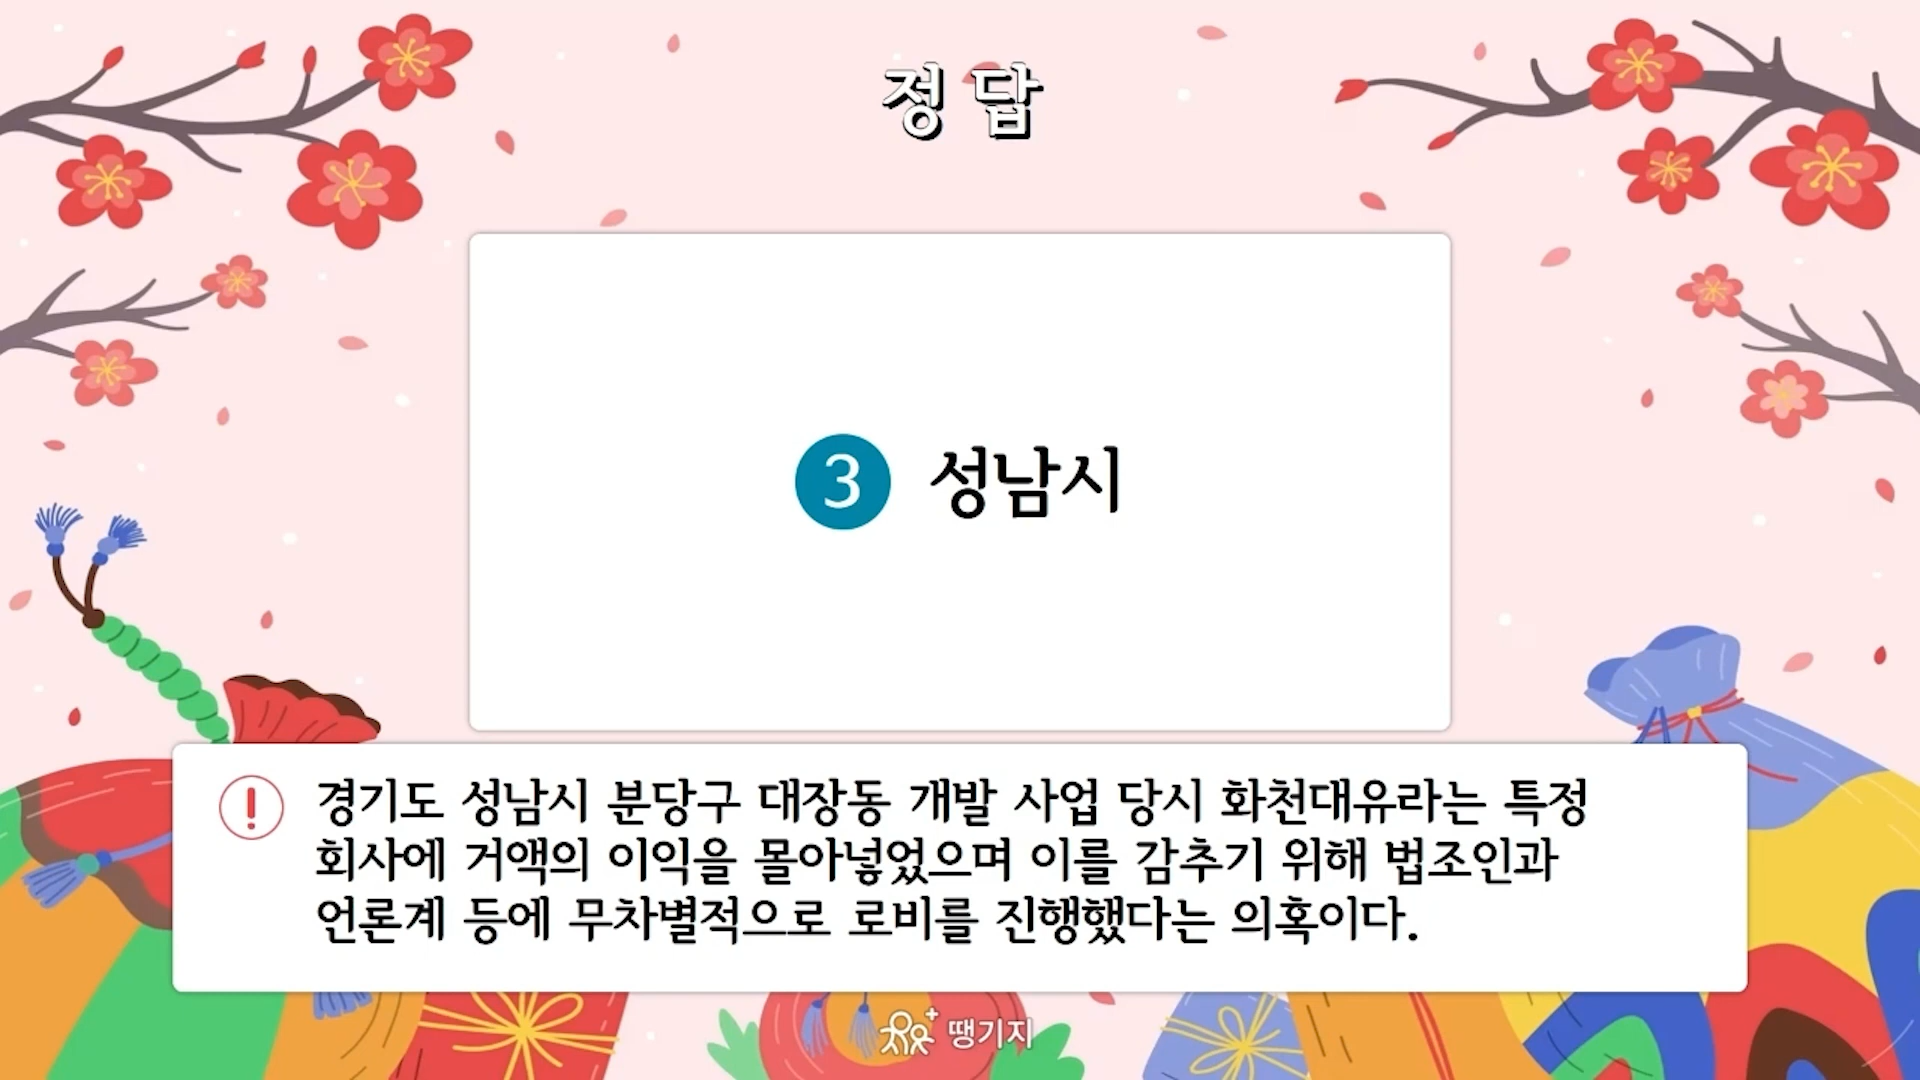 정답
3 성남시
경기도 성남시 분당구 대장동 개발 사업 당시 화천대유라는 특정
회사에 거액의 이익을 몰아넣었으며 이를 감추기 위해 법조인과
언론계 등에 무차별적으로 로비를 진행했다는 의혹이다.
땡기지